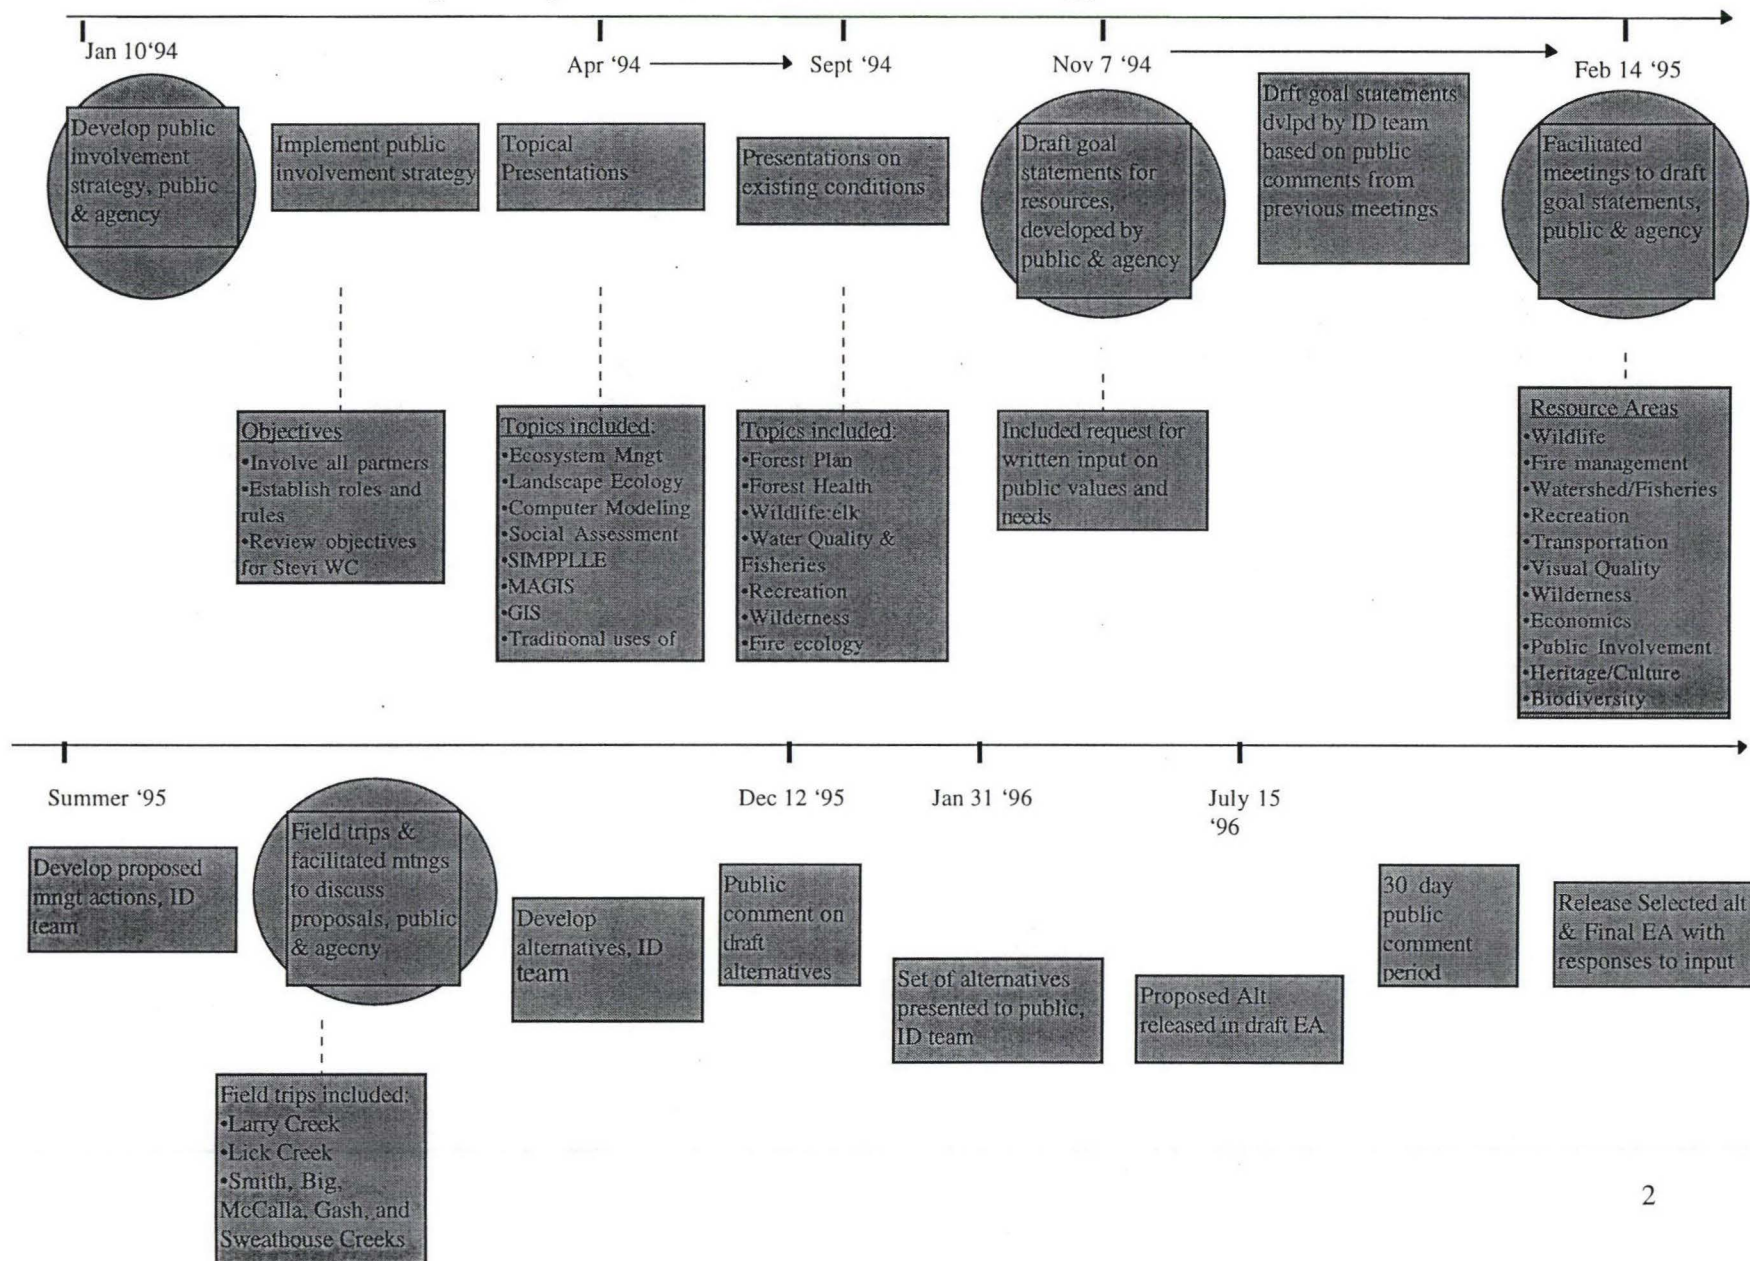 Jan 10‘94
Apr ‘94
Sept ‘94
Nov 7 ‘94
Feb 14 ‘95
Develop public
involvement
strategy, public
& agency
Implement public
involvement strategy
Topical
Presentations
Presentations on
existing conditions
Draft goal
statements for
resources,
developed by
public & agency
Drft goal statements
dvlpd by ID team
based on public
comments from
previous meetings
Facilitated
meetings to draft
goal statements,
public & agency
Objectives
•Involve all partners
•Establish roles and
rules
•Review objectives
for Stevi WC
Topics included:
•Ecosystem Mngt
•Landscape Ecology
•Computer Modeling
•Social Assessment
•SIMPPLLE
•MAGIS
•GIS
•Traditional uses of
Topics included:
•Forest Plan
•Forest Health
•Wildlife:elk
•Water Quality &
Fisheries
•Recreation
•Wilderness
•Fire ecology
Included request for
written input on
public values and
needs
Resource Areas
•Wildlife
•Fire management
•Watershed/Fisheries
•Recreation
•Transportation
•Visual Quality
•Wilderness
•Economics
•Public Involvement
•Heritage/Culture
•Biodiversity
Summer ‘95
Dec 12 ‘95
Jan 31 ‘96
July 15
‘96
Develop proposed
mngt actions, ID
team
Field trips &
facilitated mtngs
to discuss
proposals, public
& agecny
Develop
alternatives, ID
team
Public
comment on
draft
alternatives
Set of alternatives
presented to public,
ID team
Proposed Alt.
released in draft EA
30 day
public
comment
period
Release Selected alt
& Final EA with
responses to input
Field trips included:
•Larry Creek
•Lick Creek
•Smith, Big,
McCalla, Gash, and
Sweathouse Creeks
2